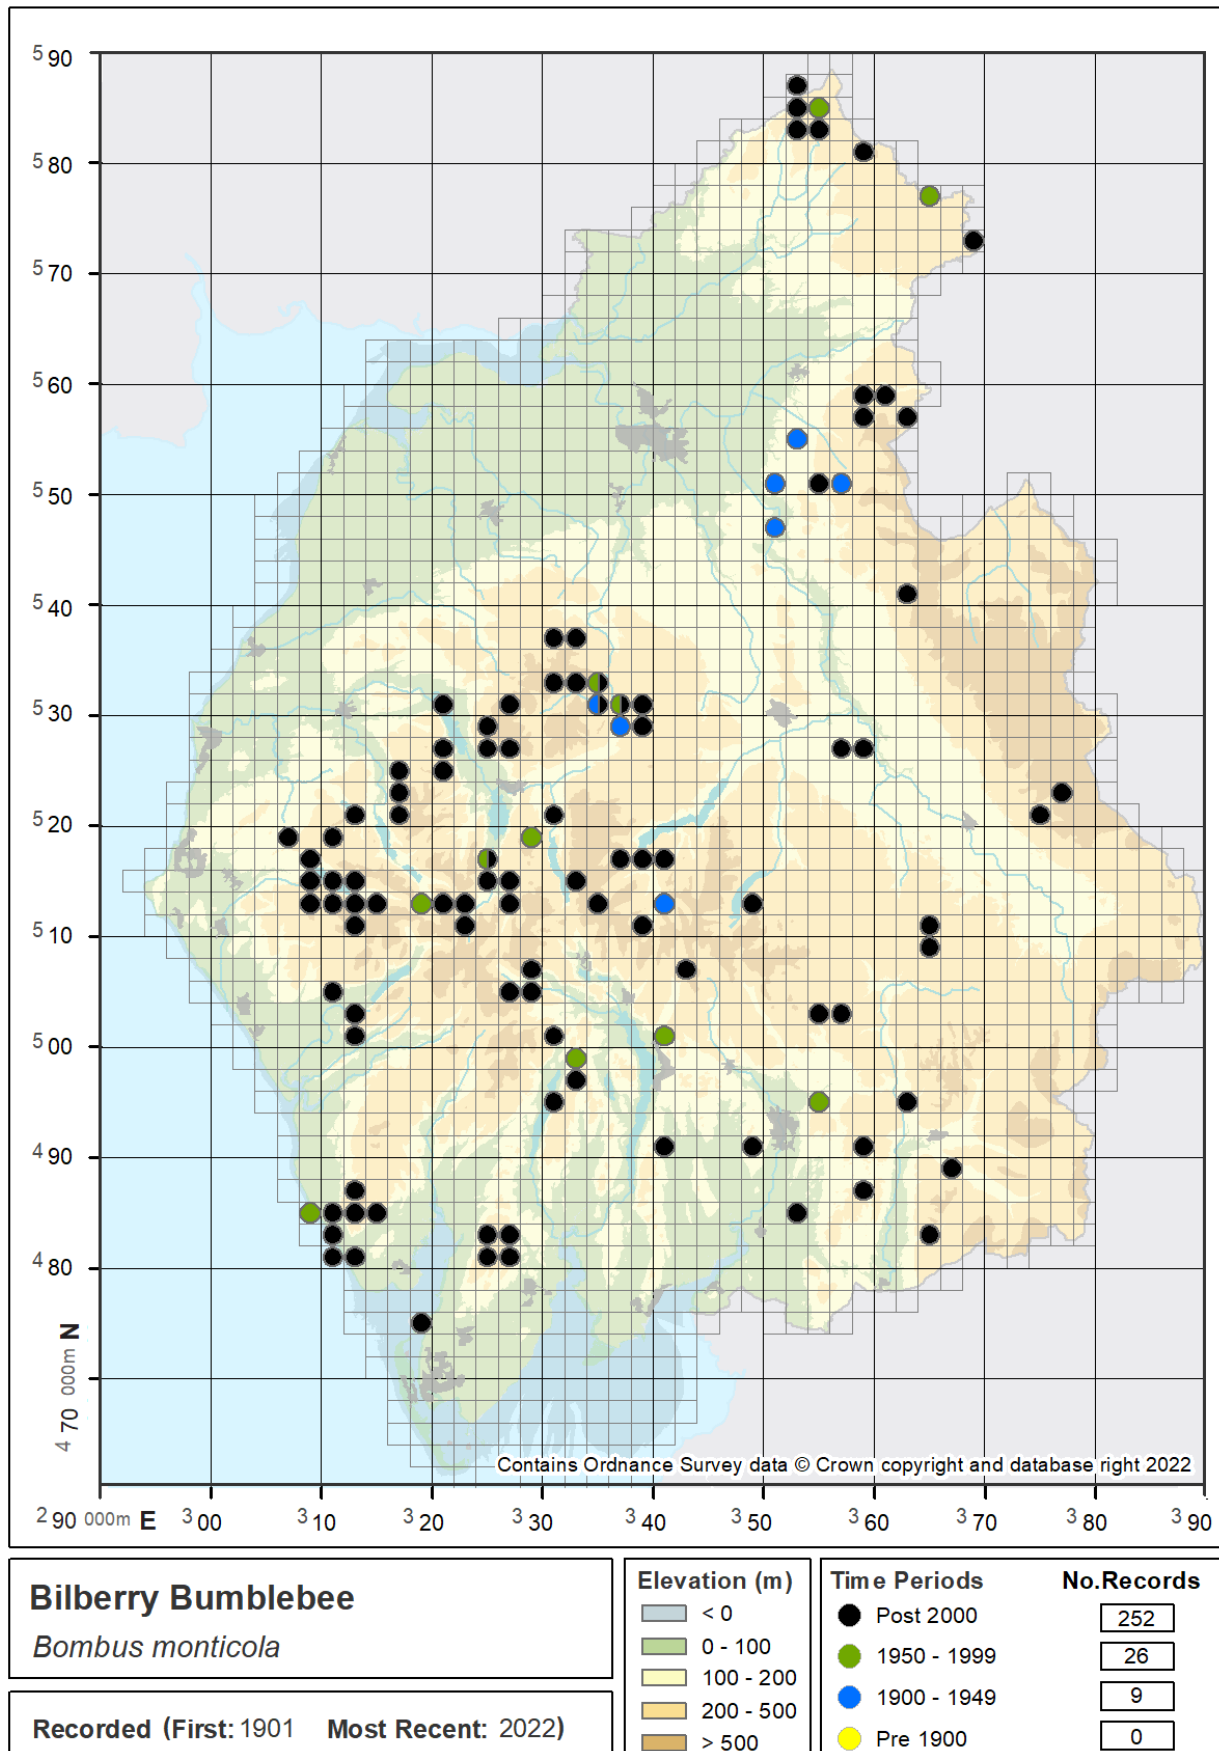 5 90
5 80
5 70
5 60
5 50
5 40
5 30
5 20
5 10
5 00
4 90
4 80
4 70 000m N
Contains Ordnance Survey data © Crown copyright and database right 2022
2 90 000m E 3 00 3 10 3 20 3 30 3 40 3 50 3 60 3 70 3 80 3 90
Bilberry Bumblebee
Bombus monticola
Recorded (First: 1901 Most Recent: 2022)
Elevation (m)
< 0
0 - 100
100 - 200
200 - 500
> 500
Time Periods No.Records
Post 2000 252
1950 - 1999 26
1900 - 1949 9
Pre 1900 0